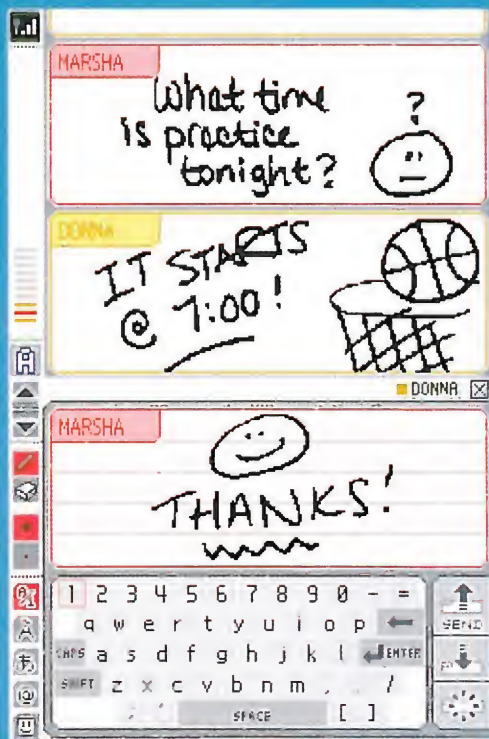 MARSHA
What time
is practice
tonight?
?
DONNA
IT STARTS
@ 7:00!
DONNA
MARSHA
THANKS!
1 2 3 4 5 6 7 8 9 0 - =
q w e r t y u i o p
CAPS a s d f g h j k l ENTER
SHIFT z x c v b n m , . /
; ' SPACE [ ]
SEND
あ
@